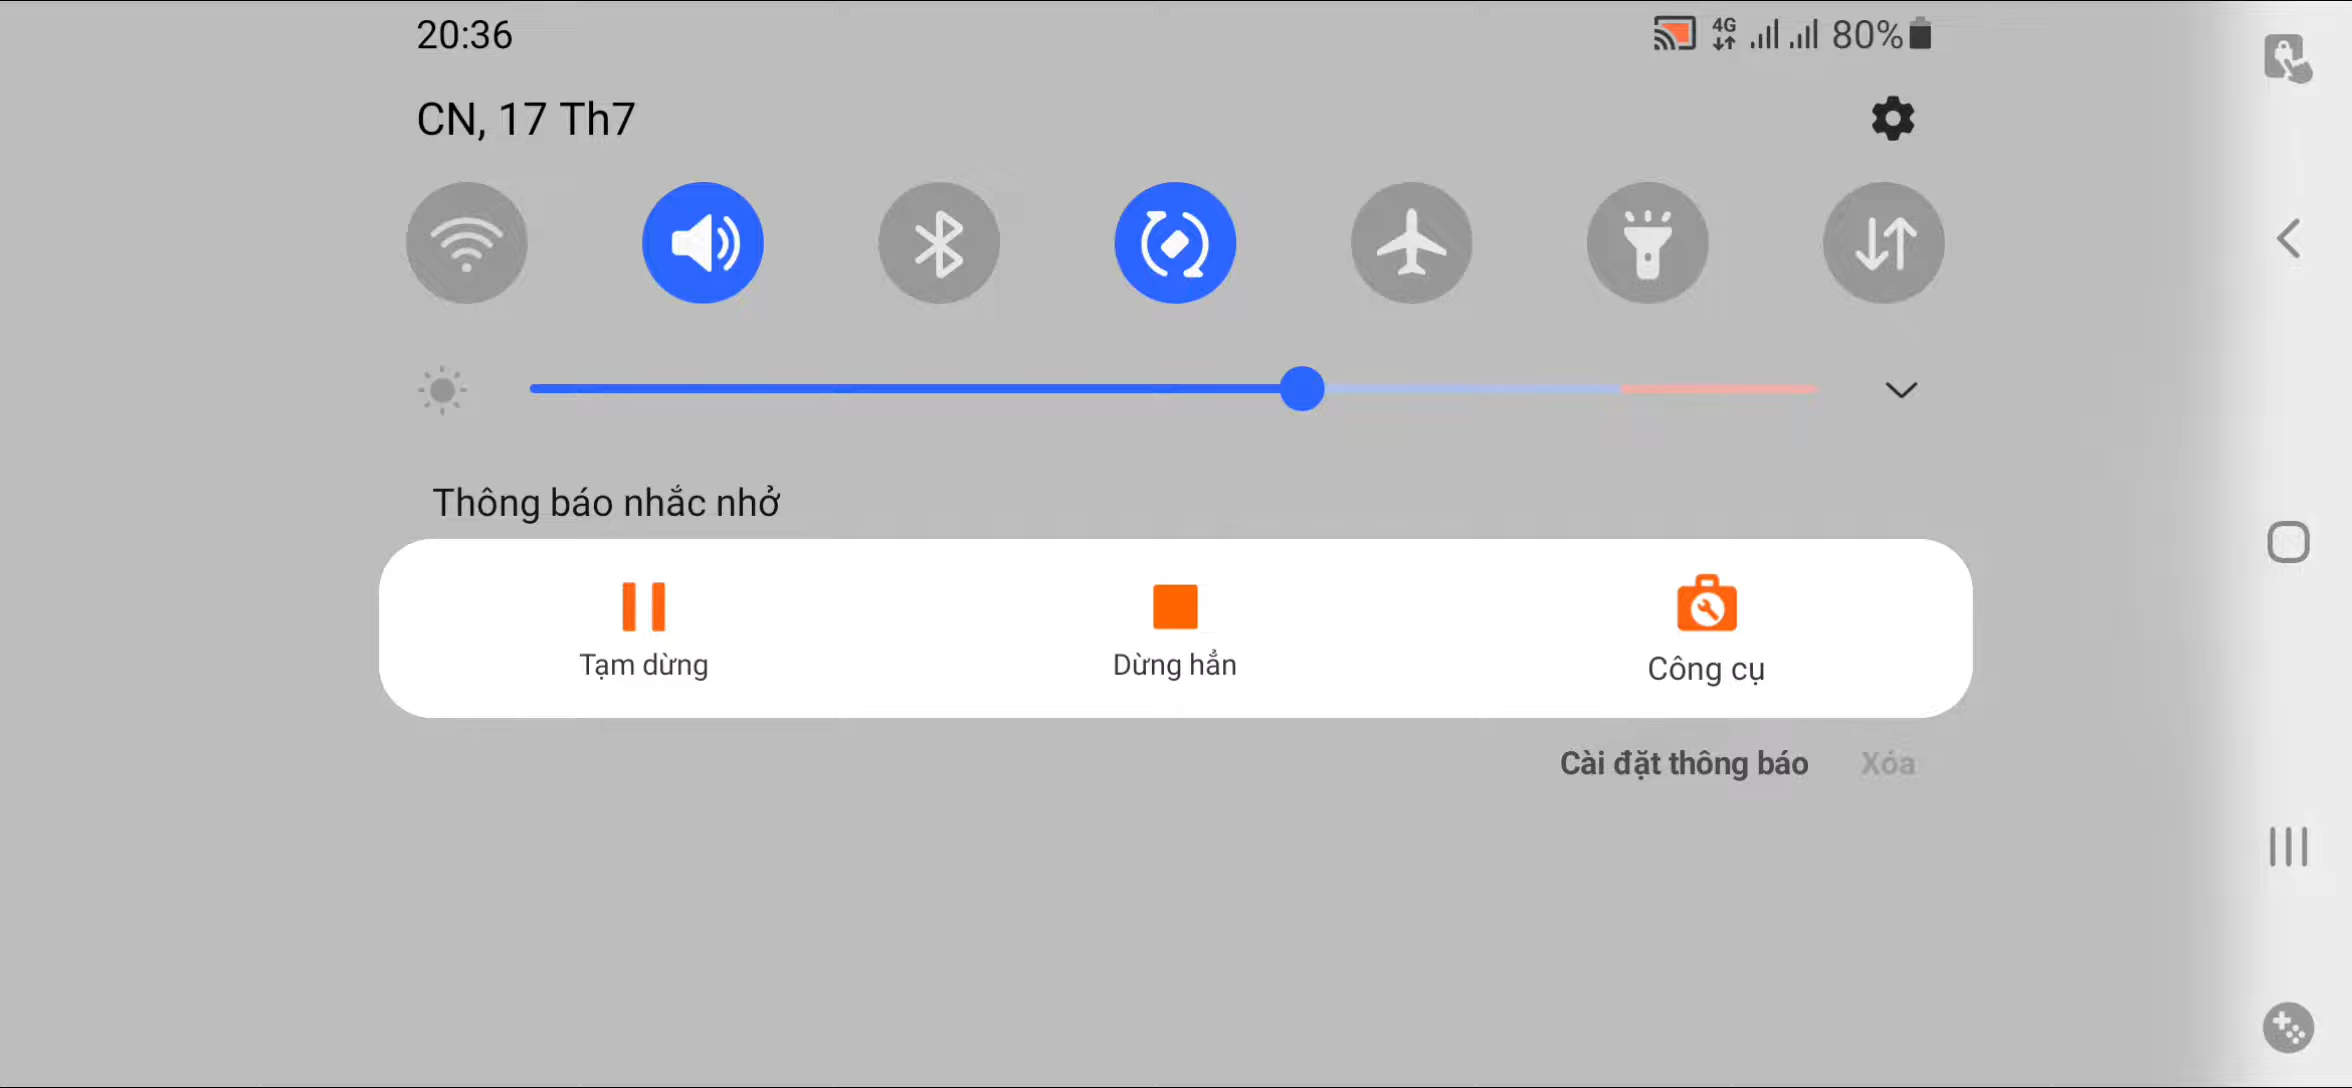 20:36
4G
80%
CN, 17 Th7
Thông báo nhắc nhở
Tạm dừng
Dừng hẳn
Công cụ
Cài đặt thông báo
Xóa